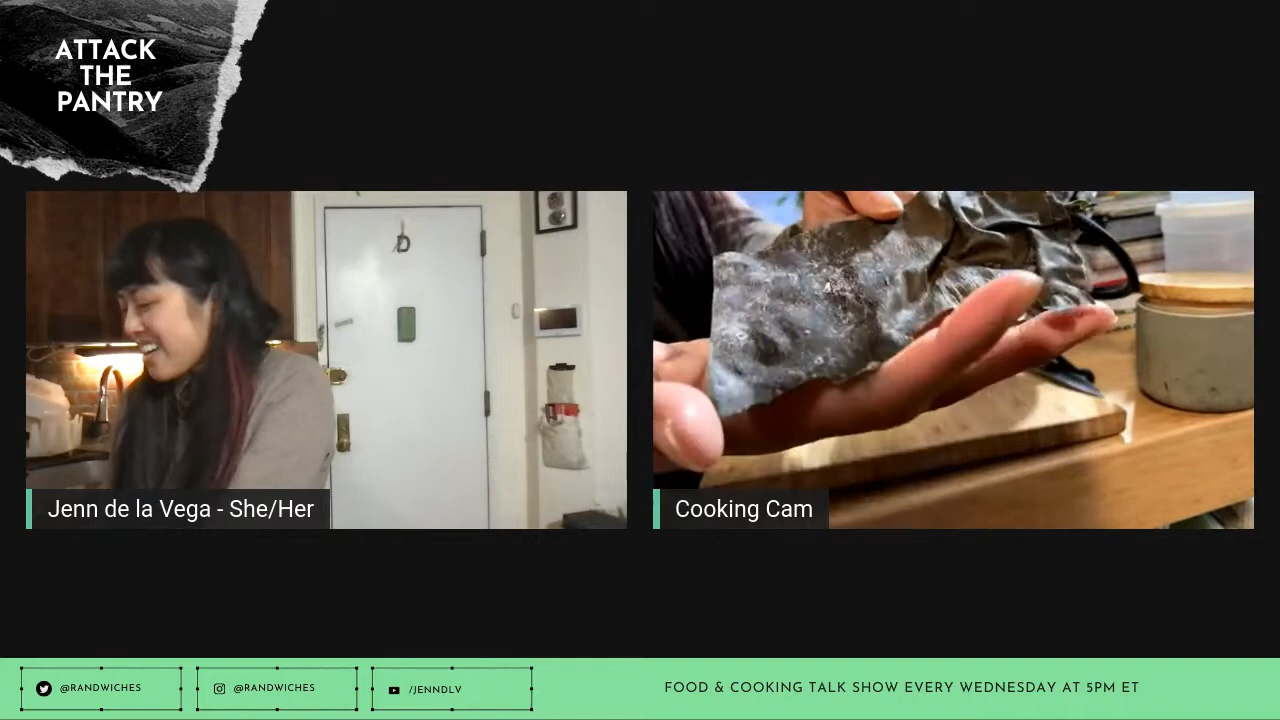 ATTACK
THE
PANTRY
D
Jenn de la Vega - She/Her
Cooking Cam
@RANDWICHES
@RANDWICHES
/JENNDLV
FOOD & COOKING TALK SHOW EVERY WEDNESDAY AT 5PM ET